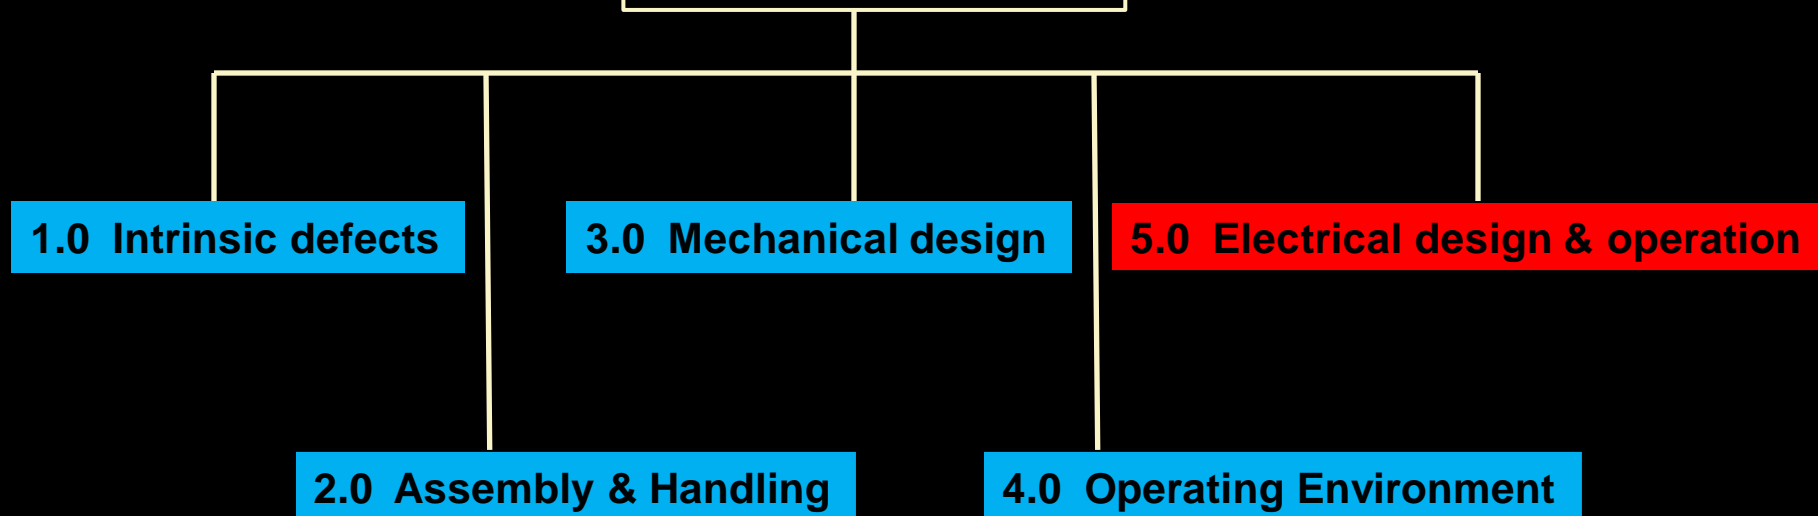 1.0  Intrinsic defects
3.0  Mechanical design
5.0  Electrical design & operation
2.0  Assembly & Handling
4.0  Operating Environment